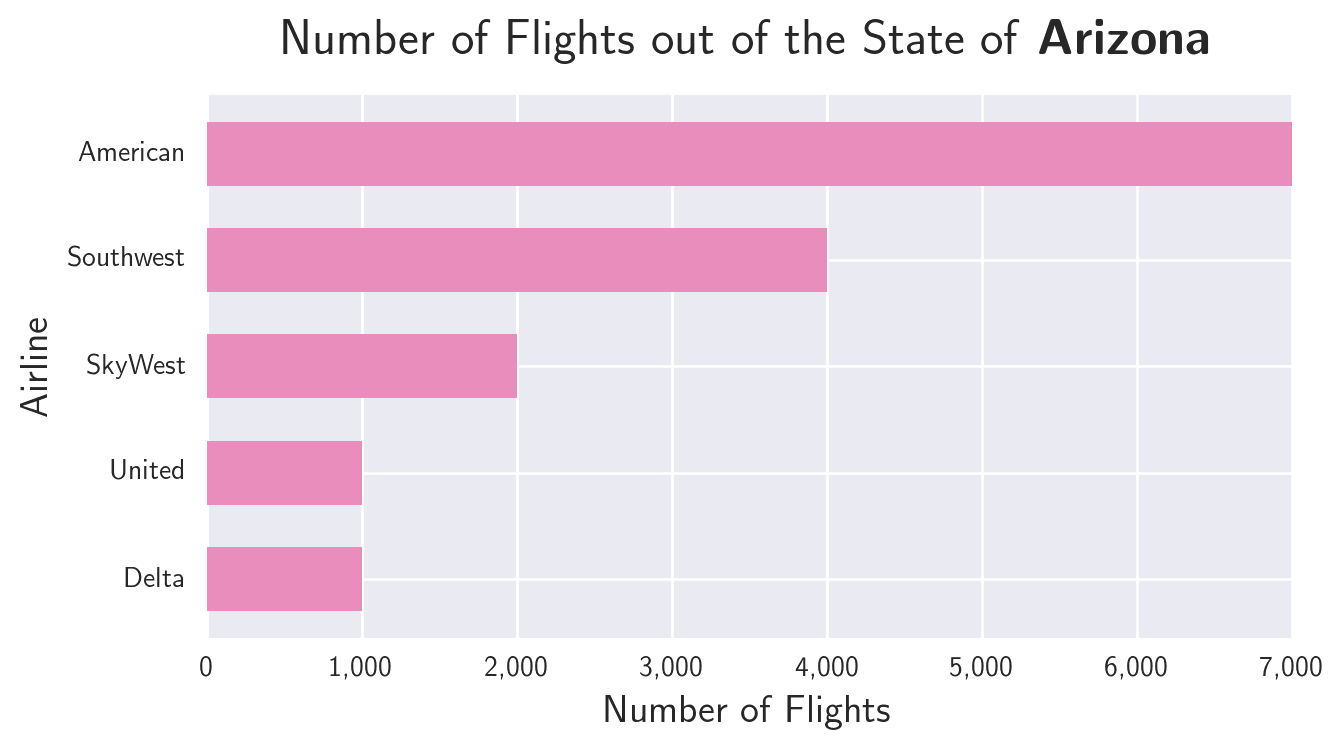 Number of Flights out of the State of Arizona
American
Southwest
SkyWest
United
Delta
Airline
0 1,000 2,000 3,000 4,000 5,000 6,000 7,000
Number of Flights